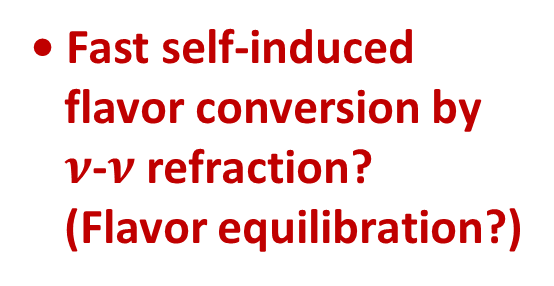 • Fast self-induced
flavor conversion by
𝝂-𝝂 refraction?
(Flavor equilibration?)